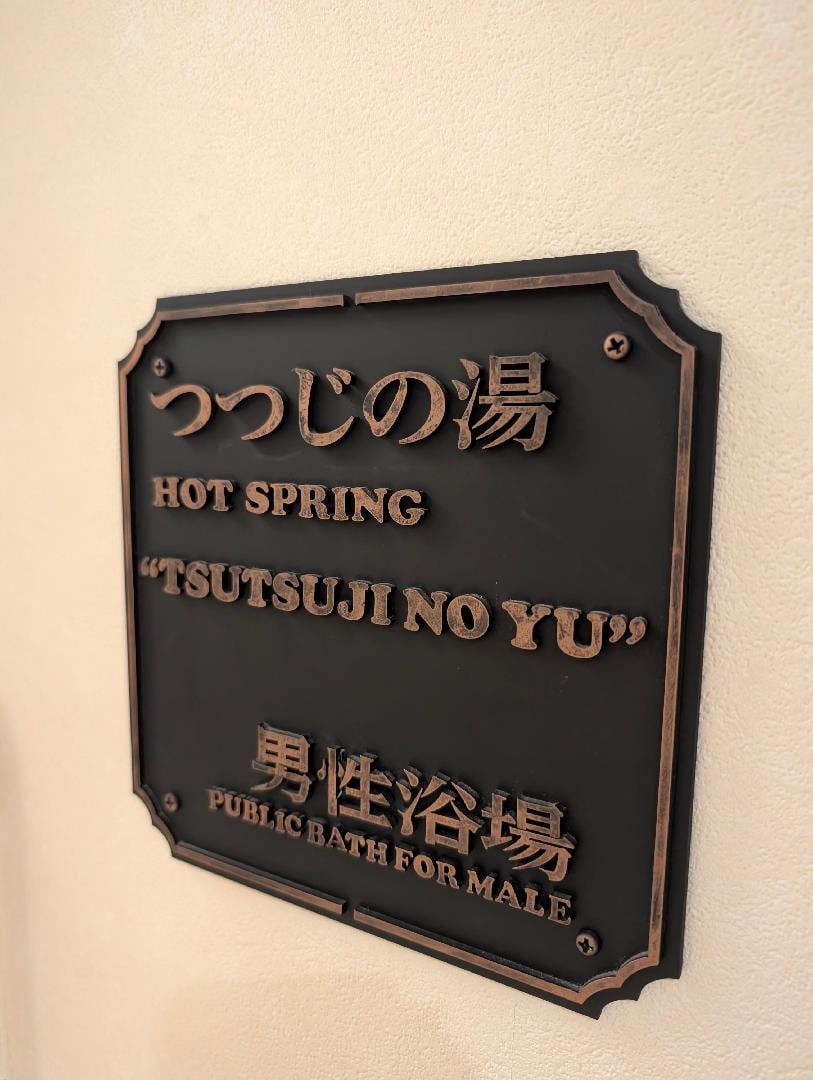 つつじの湯
HOT SPRING
“TSUTSUJI NO YU”
男性浴場
PUBLIC BATH FOR MALE